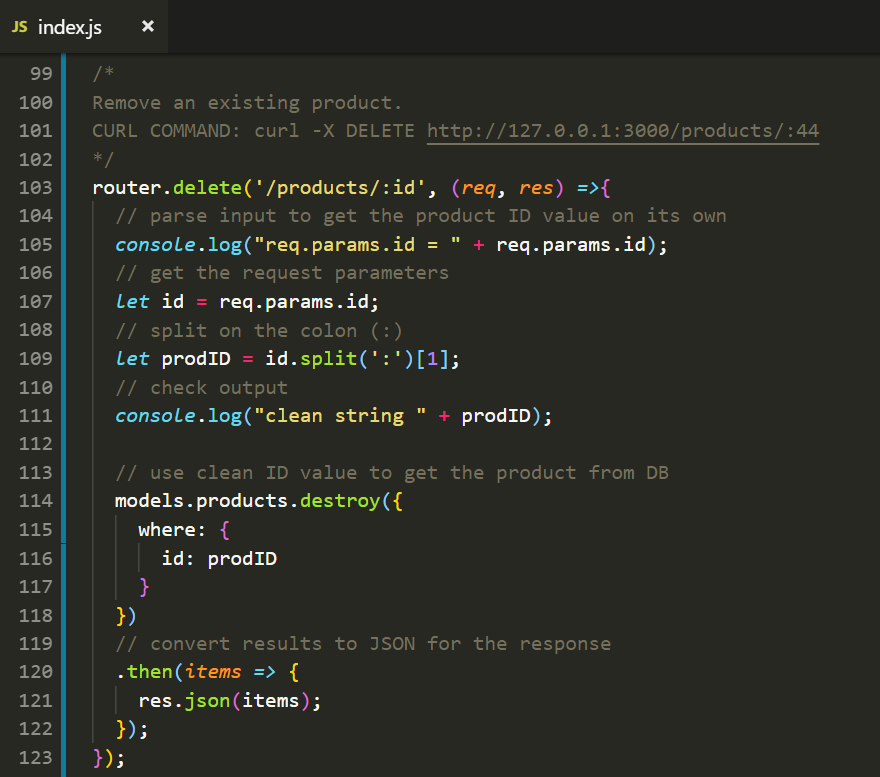 JS index.js ×
99 /*
100 Remove an existing product.
101 CURL COMMAND: curl -X DELETE http://127.0.0.1:3000/products/:44
102 */
103 router.delete('/products/:id', (req, res) =>{
104   // parse input to get the product ID value on its own
105   console.log("req.params.id = " + req.params.id);
106   // get the request parameters
107   let id = req.params.id;
108   // split on the colon (:)
109   let prodID = id.split(':')[1];
110   // check output
111   console.log("clean string " + prodID);
112
113   // use clean ID value to get the product from DB
114   models.products.destroy({
115     where: {
116       id: prodID
117     }
118   })
119   // convert results to JSON for the response
120   .then(items => {
121     res.json(items);
122   });
123 });